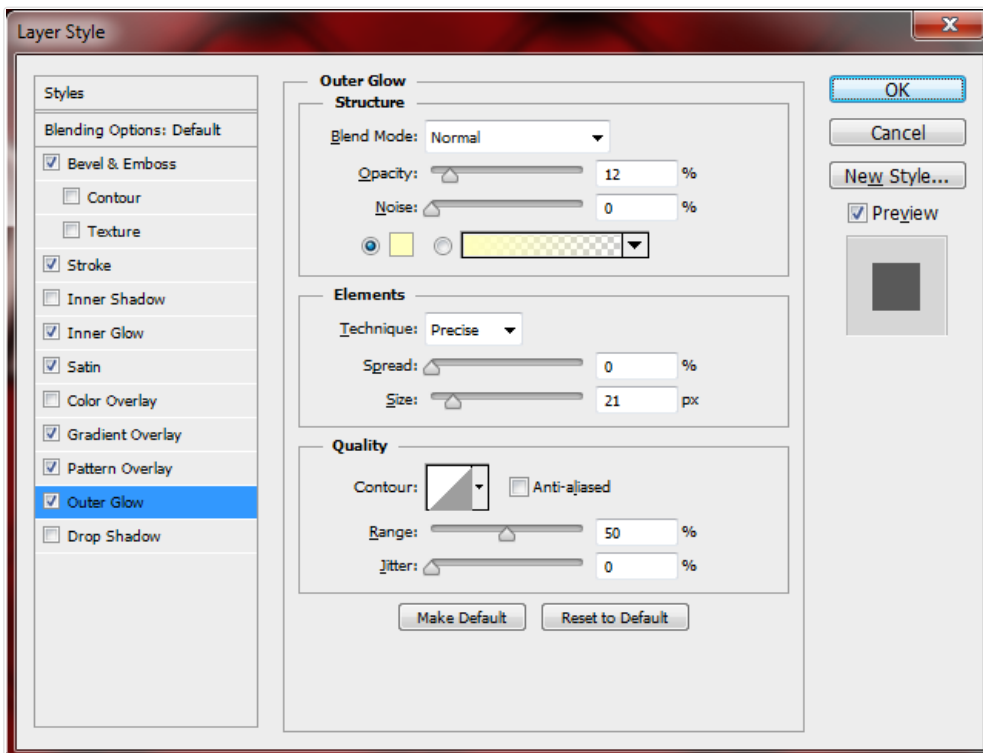 Layer Style
Styles
Blending Options: Default
Bevel & Emboss
Contour
Texture
Stroke
Inner Shadow
Inner Glow
Satin
Color Overlay
Gradient Overlay
Pattern Overlay
Outer Glow
Drop Shadow
Outer Glow
Structure
Blend Mode: Normal
Opacity: 12 %
Noise: 0 %
Elements
Technique: Precise
Spread: 0 %
Size: 21 px
Quality
Contour: Anti-aliased
Range: 50 %
Jitter: 0 %
Make Default Reset to Default
OK
Cancel
New Style...
Preview